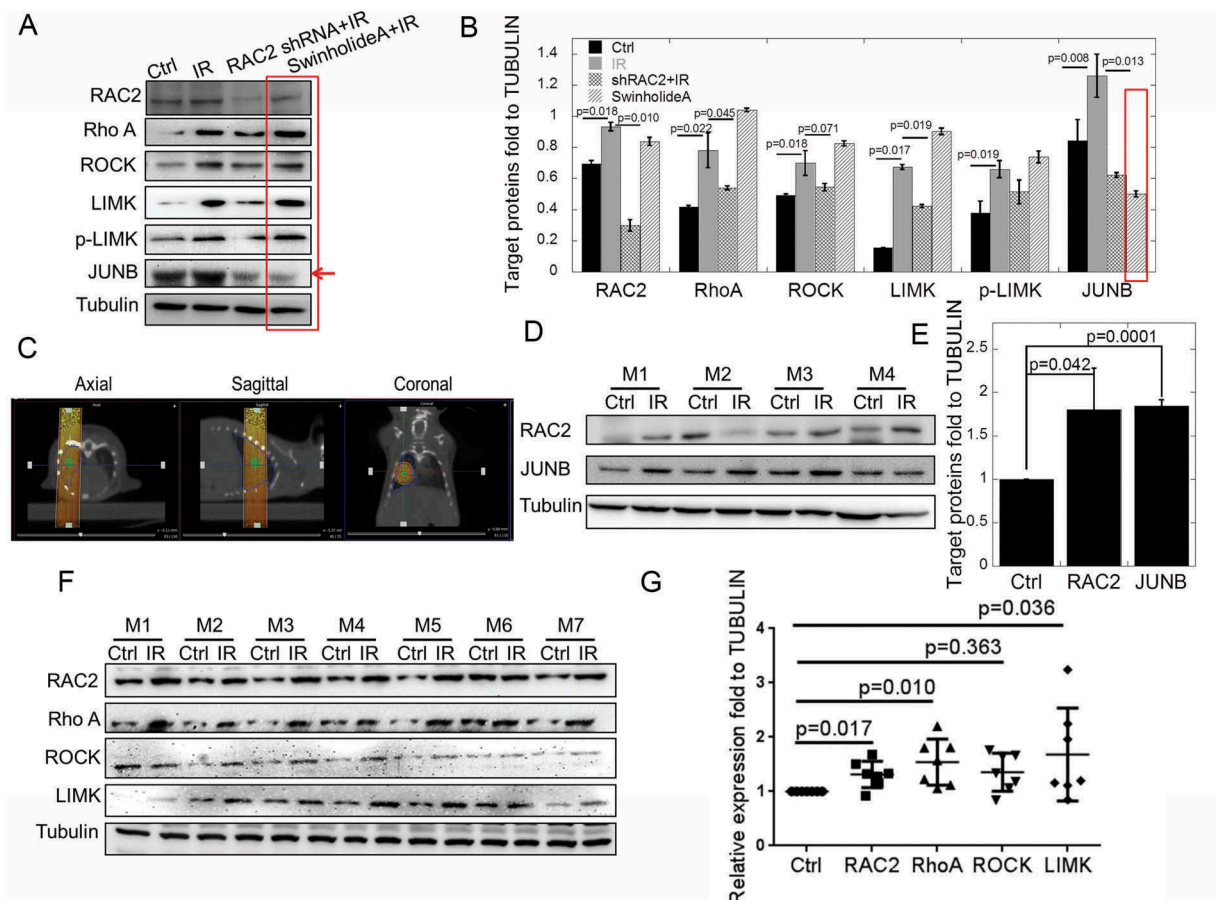 A
Ctrl IR RAC2 shRNA+IR SwinholideA+IR
RAC2
Rho A
ROCK
LIMK
p-LIMK
JUNB
Tubulin
B
Target proteins fold to TUBULIN
1.4
1.2
1
0.8
0.6
0.4
0.2
0
Ctrl
IR
shRAC2+IR
SwinholideA
p=0.018 p=0.010
p=0.022 p=0.045
p=0.018 p=0.071
p=0.017 p=0.019
p=0.019
p=0.008 p=0.013
RAC2 RhoA ROCK LIMK p-LIMK JUNB
C
Axial Sagittal Coronal
D
M1 M2 M3 M4
Ctrl IR Ctrl IR Ctrl IR Ctrl IR
RAC2
JUNB
Tubulin
E
Target proteins fold to TUBULIN
2.5
2
1.5
1
0.5
0
p=0.0001
p=0.042
Ctrl RAC2 JUNB
F
M1 M2 M3 M4 M5 M6 M7
Ctrl IR Ctrl IR Ctrl IR Ctrl IR Ctrl IR Ctrl IR Ctrl IR
RAC2
Rho A
ROCK
LIMK
Tubulin
G
Relative expression fold to TUBULIN
4
3
2
1
0
p=0.036
p=0.363
p=0.010
p=0.017
Ctrl RAC2 RhoA ROCK LIMK